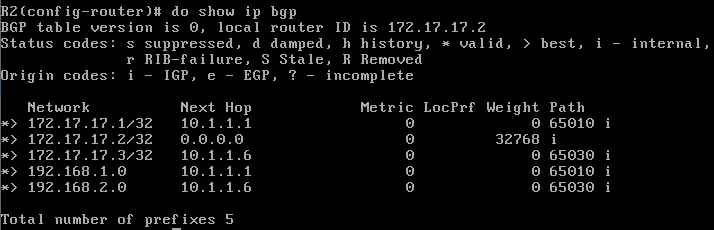 R2(config-router)# do show ip bgp
BGP table version is 0, local router ID is 172.17.17.2
Status codes: s suppressed, d damped, h history, * valid, > best, i - internal,
              r RIB-failure, S Stale, R Removed
Origin codes: i - IGP, e - EGP, ? - incomplete

   Network          Next Hop            Metric LocPrf Weight Path
*> 172.17.17.1/32   10.1.1.1                 0             0 65010 i
*> 172.17.17.2/32   0.0.0.0                  0         32768 i
*> 172.17.17.3/32   10.1.1.6                 0             0 65030 i
*> 192.168.1.0      10.1.1.1                 0             0 65010 i
*> 192.168.2.0      10.1.1.6                 0             0 65030 i

Total number of prefixes 5